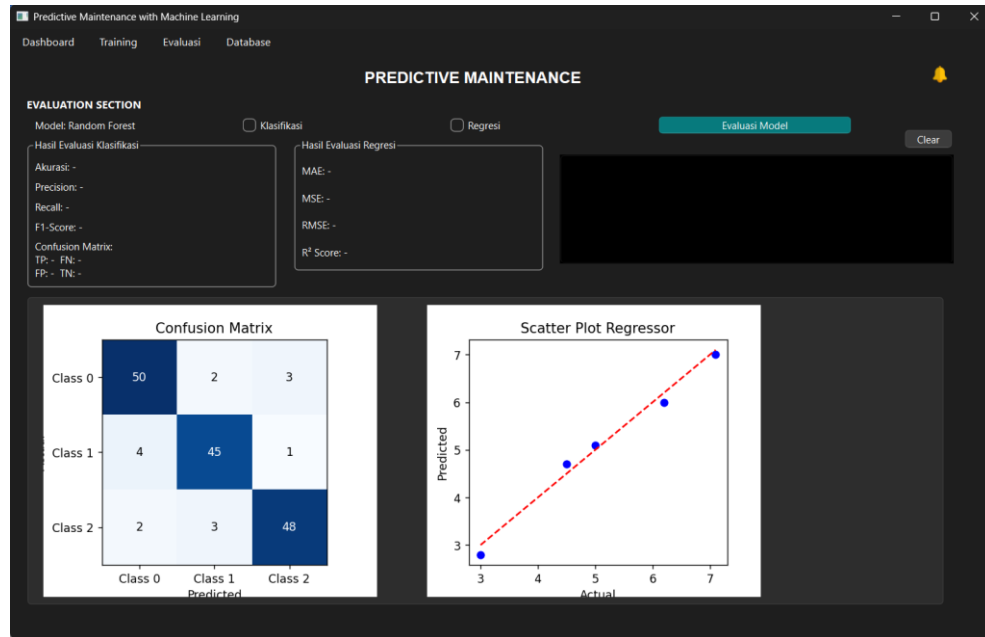 Predictive Maintenance with Machine Learning
Dashboard Training Evaluasi Database
PREDICTIVE MAINTENANCE
EVALUATION SECTION
Model: Random Forest Klasifikasi Regresi Evaluasi Model
Clear
Hasil Evaluasi Klasifikasi
Akurasi: -
Precision: -
Recall: -
F1-Score: -
Confusion Matrix:
TP: - FN: -
FP: - TN: -
Hasil Evaluasi Regresi
MAE: -
MSE: -
RMSE: -
R² Score: -
Confusion Matrix
Class 0 50 2 3
Class 1 4 45 1
Class 2 2 3 48
Class 0 Class 1 Class 2
Predicted
Scatter Plot Regressor
Predicted
7
6
5
4
3
3 4 5 6 7
Actual